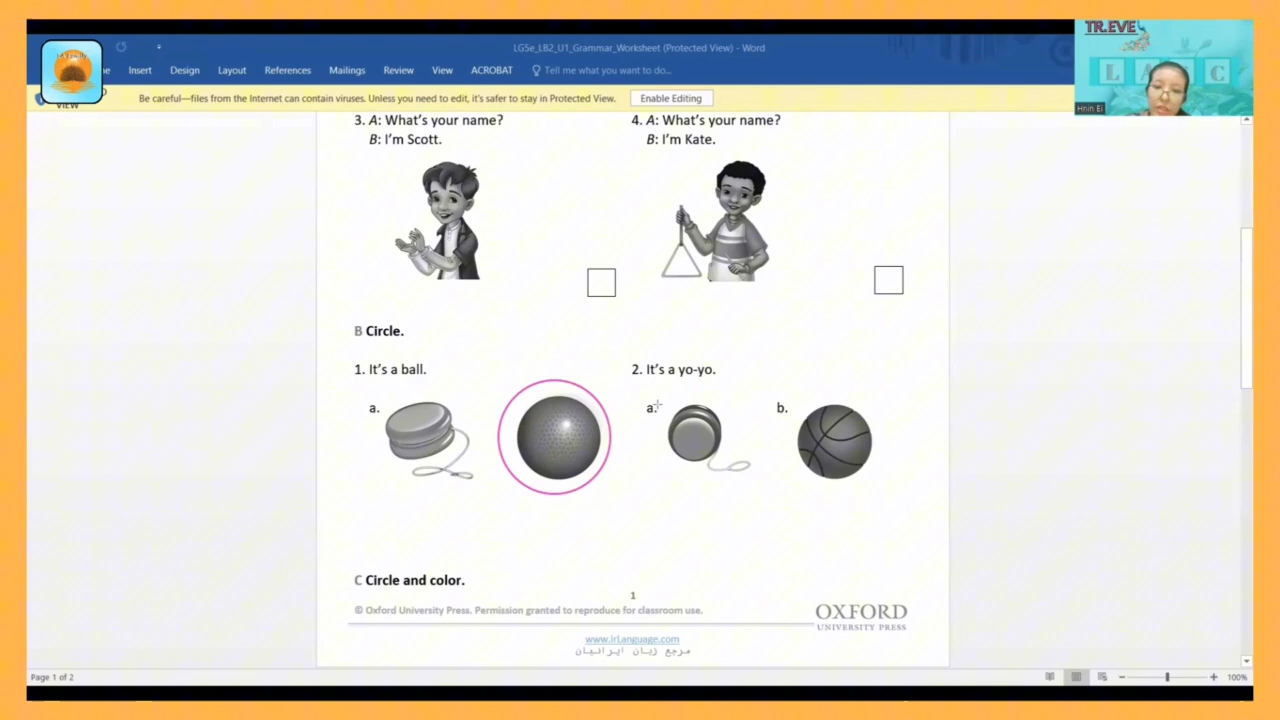 TR.EVE
LGSe_LB2_U1_Grammar_Worksheet (Protected View) - Word
Insert Design Layout References Mailings Review View ACROBAT Tell me what you want to do...
VIEW Be careful—files from the Internet can contain viruses. Unless you need to edit, it's safer to stay in Protected View. Enable Editing
L A C
Hnin Ei
3. A: What's your name?
B: I'm Scott.
4. A: What's your name?
B: I'm Kate.
B Circle.
1. It's a ball.
a.
2. It's a yo-yo.
a. b.
C Circle and color.
1
© Oxford University Press. Permission granted to reproduce for classroom use.
OXFORD
UNIVERSITY PRESS
www.irLanguage.com
مرجع زبان ایرانیان
Page 1 of 2
100%